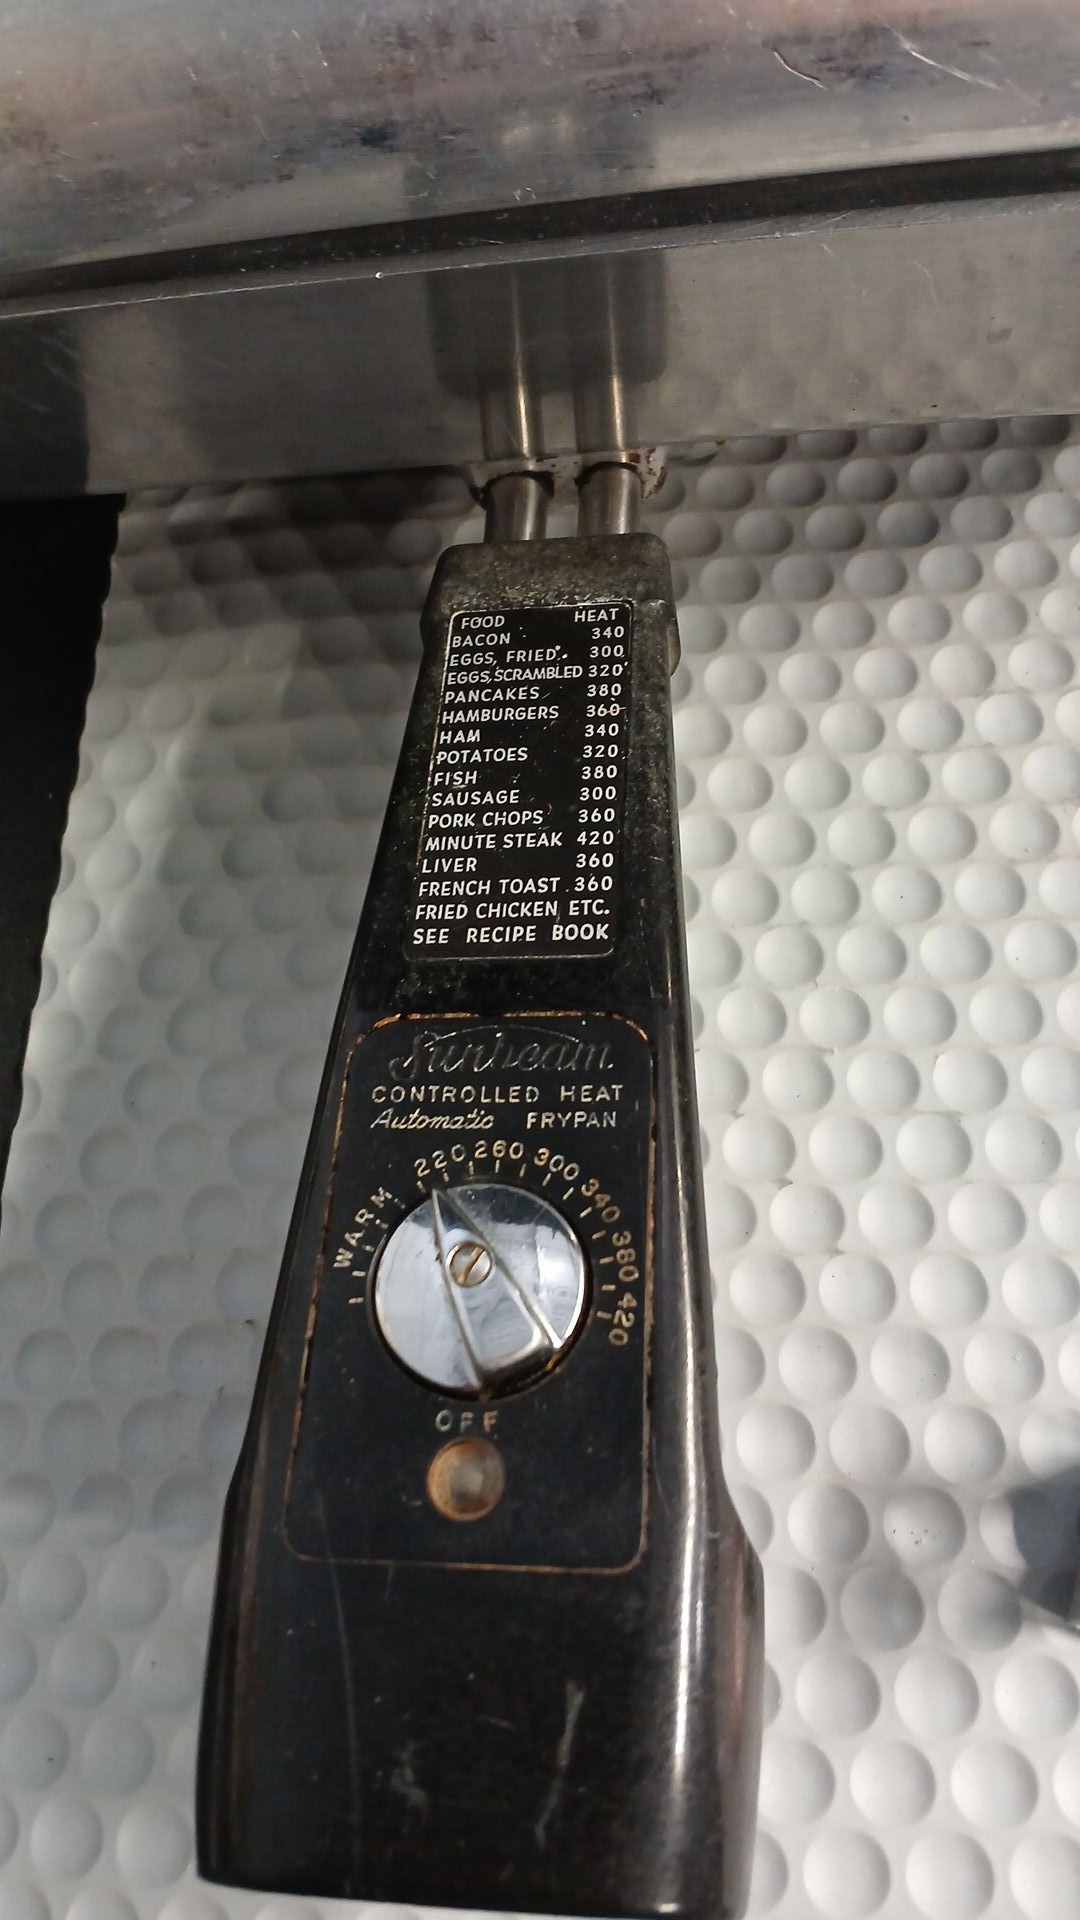 FOOD HEAT
BACON 340
EGGS, FRIED. 300
EGGS, SCRAMBLED 320
PANCAKES 380
HAMBURGERS 360
HAM 340
POTATOES 320
FISH 380
SAUSAGE 300
PORK CHOPS 360
MINUTE STEAK 420
LIVER 360
FRENCH TOAST 360
FRIED CHICKEN ETC.
SEE RECIPE BOOK
Sunbeam
CONTROLLED HEAT
Automatic FRYPAN
WARM 220 260 300 340 380 420
OFF